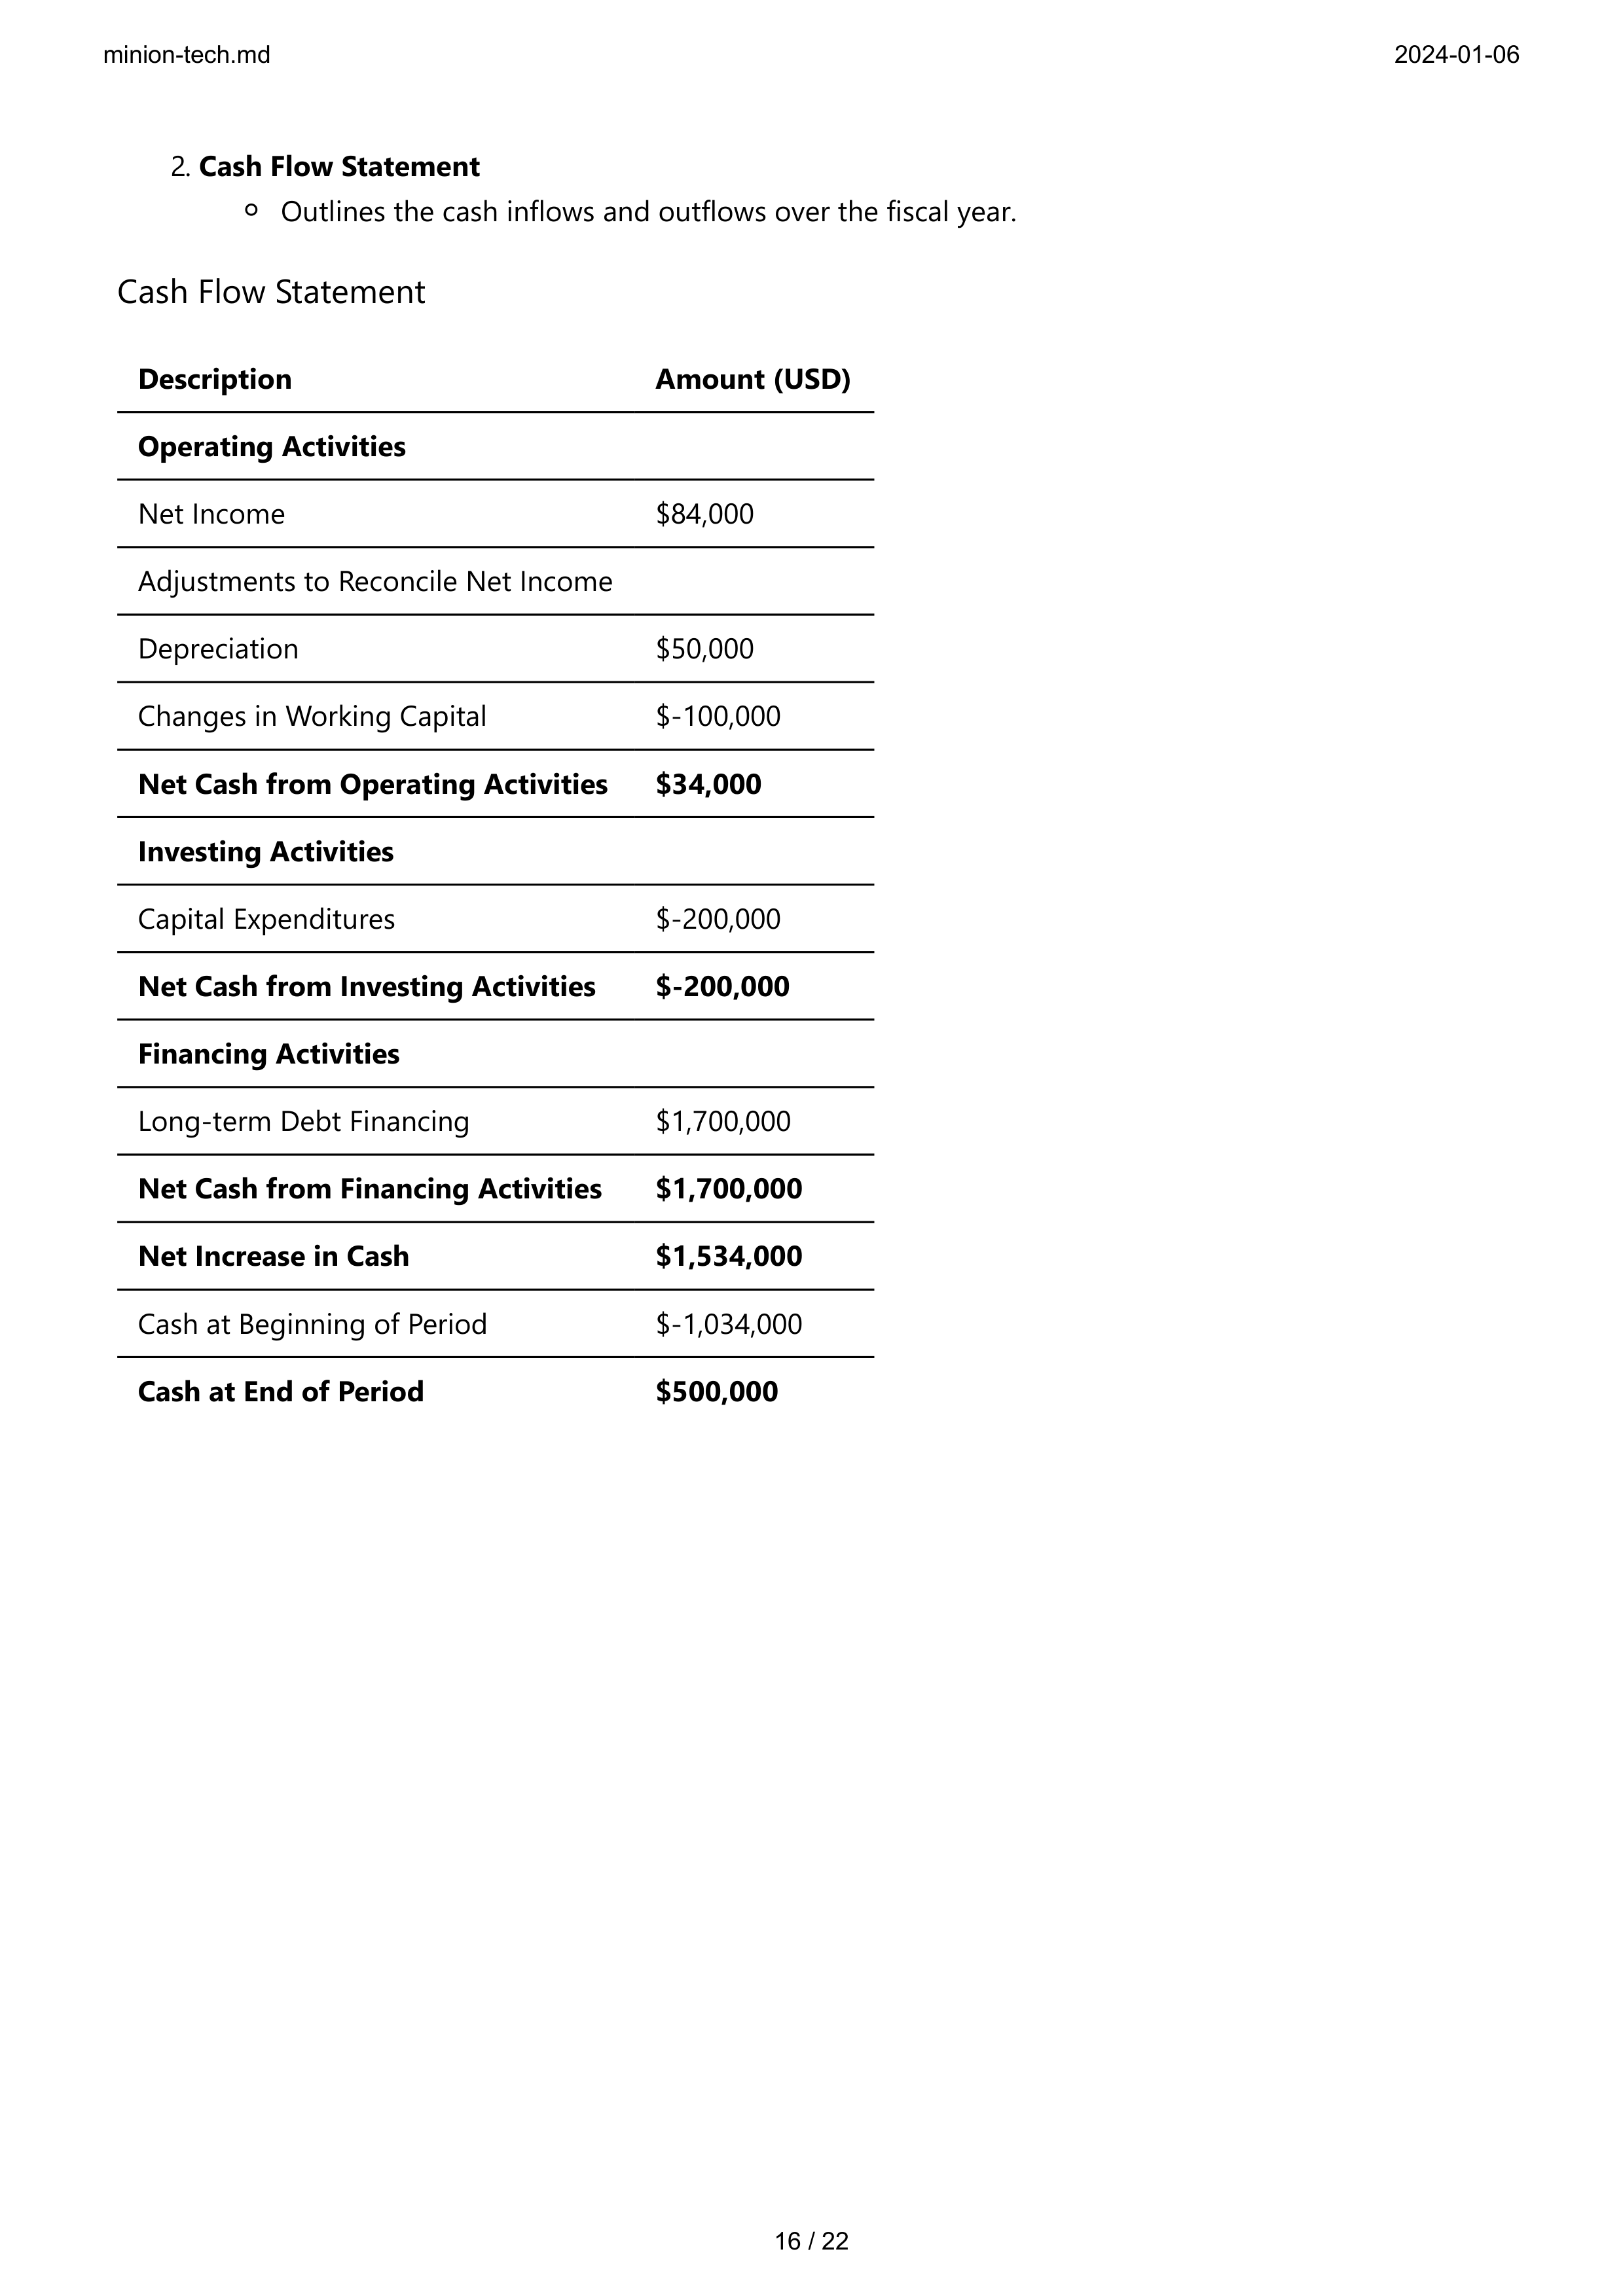 minion-tech.md 2024-01-06
2. Cash Flow Statement
Outlines the cash inflows and outflows over the fiscal year.
Cash Flow Statement
Description Amount (USD)
Operating Activities
Net Income $84,000
Adjustments to Reconcile Net Income
Depreciation $50,000
Changes in Working Capital $-100,000
Net Cash from Operating Activities $34,000
Investing Activities
Capital Expenditures $-200,000
Net Cash from Investing Activities $-200,000
Financing Activities
Long-term Debt Financing $1,700,000
Net Cash from Financing Activities $1,700,000
Net Increase in Cash $1,534,000
Cash at Beginning of Period $-1,034,000
Cash at End of Period $500,000
16 / 22